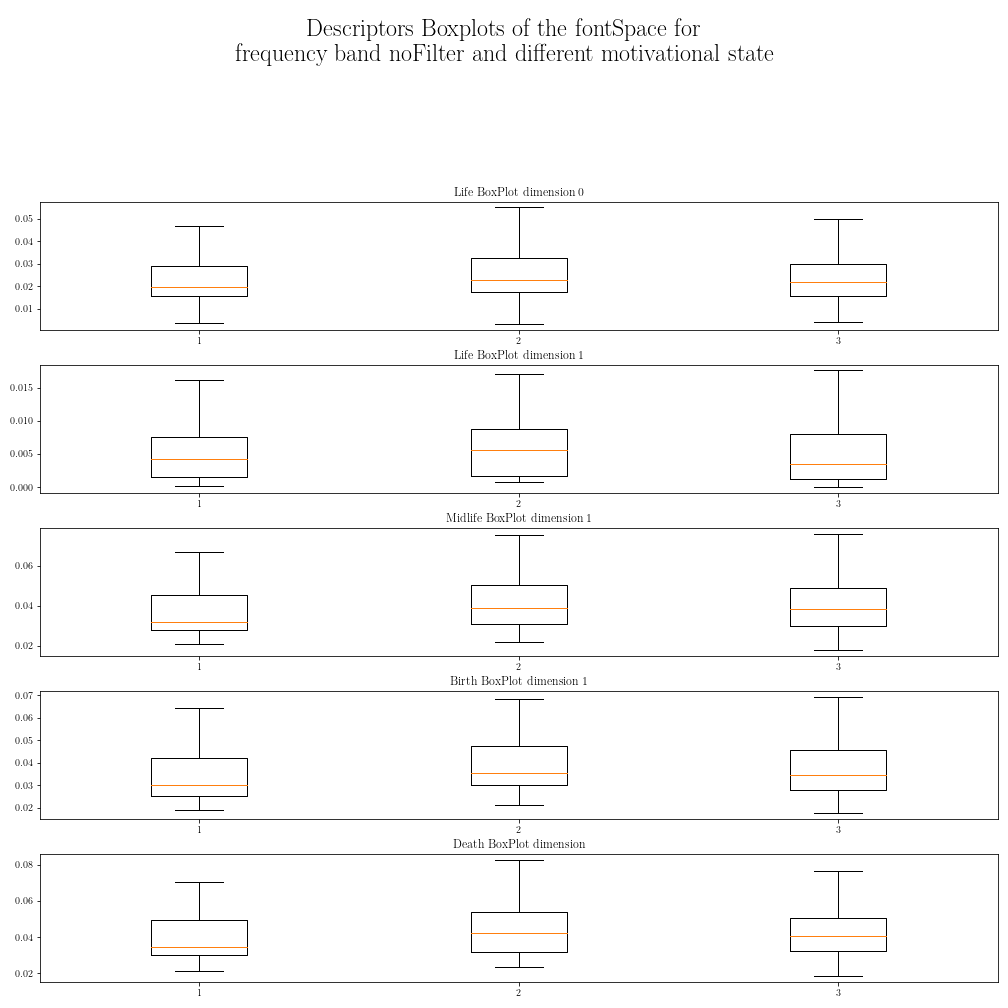 Descriptors Boxplots of the fontSpace for
frequency band noFilter and different motivational state
Life BoxPlot dimension 0
0.05
0.04
0.03
0.02
0.01
1 2 3
Life BoxPlot dimension 1
0.015
0.010
0.005
0.000
1 2 3
Midlife BoxPlot dimension 1
0.06
0.04
0.02
1 2 3
Birth BoxPlot dimension 1
0.07
0.06
0.05
0.04
0.03
0.02
1 2 3
Death BoxPlot dimension
0.08
0.06
0.04
0.02
1 2 3